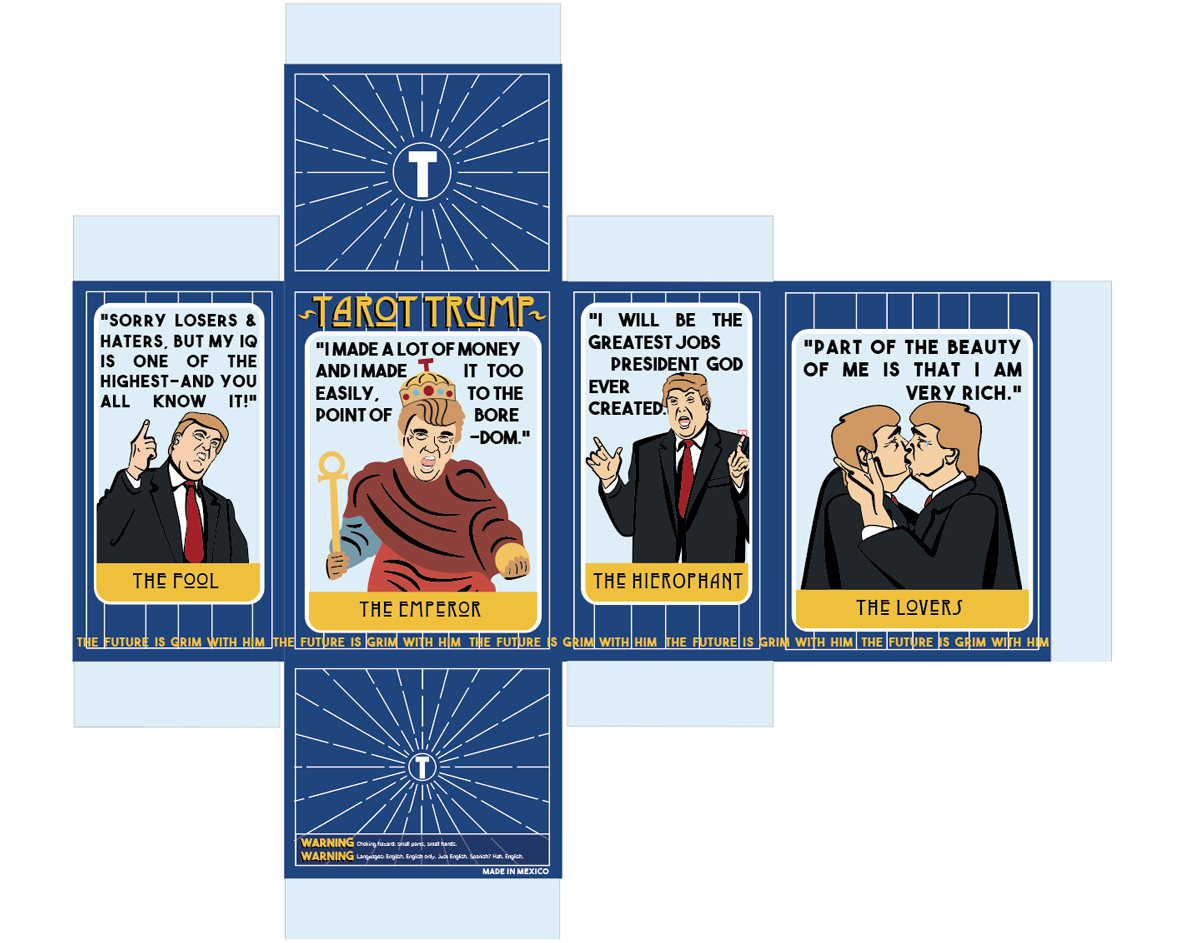 T
TAROT TRUMP
"SORRY LOSERS &
HATERS, BUT MY IQ
IS ONE OF THE
HIGHEST-AND YOU
ALL KNOW IT!"
THE FOOL
"I MADE A LOT OF MONEY
AND I MADE IT TOO
EASILY, TO THE
POINT OF BORE
-DOM."
T
THE EMPEROR
"I WILL BE THE
GREATEST JOBS
PRESIDENT GOD
EVER
CREATED.
THE HIEROPHANT
"PART OF THE BEAUTY
OF ME IS THAT I AM
VERY RICH."
THE LOVERS
THE FUTURE IS GRIM WITH HIM THE FUTURE IS GRIM WITH HIM THE FUTURE IS GRIM WITH HIM THE FUTURE IS GRIM WITH HIM THE FUTURE IS GRIM WITH HIM
T
WARNING Choking hazard: small parts, small hands.
WARNING Languages: English. English only. Just English. Spanish? Hah. English.
MADE IN MEXICO